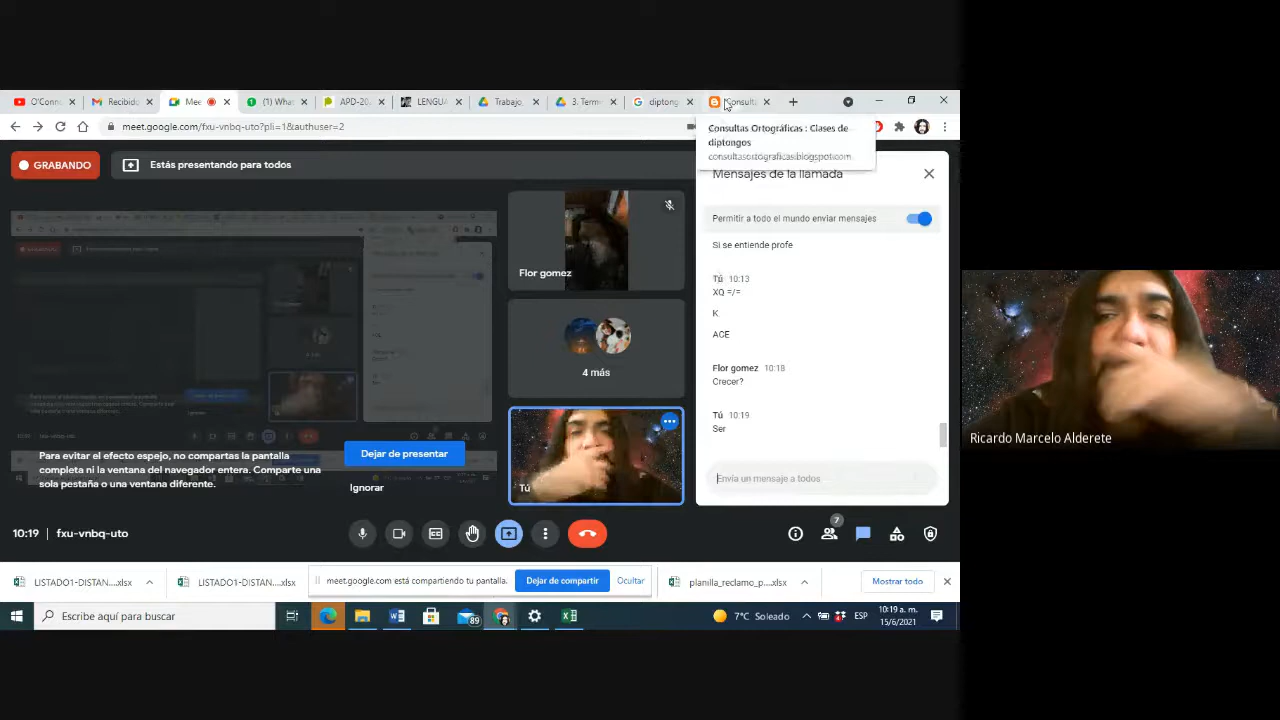 O'Conn
Recibido
Mee
(1) Wha
APD-20
LENGUA
Trabajo
3. Term
diptong
Consult
meet.google.com/fxu-vnbq-uto?pli=1&authuser=2
Consultas Ortográficas : Clases de
diptongos
consultasortograficas.blogspot.com
GRABANDO
Estás presentando para todos
Mensajes de la llamada
Permitir a todo el mundo enviar mensajes
Si se entiende profe
Tú 10:13
XQ =/=
K
ACE
Flor gomez 10:18
Crecer?
Tú 10:19
Ser
Envía un mensaje a todos
Flor gomez
4 más
Tú
Para evitar el efecto espejo, no compartas la pantalla
completa ni la ventana del navegador entera. Comparte una
sola pestaña o una ventana diferente.
Dejar de presentar
Ignorar
10:19 | fxu-vnbq-uto
7
Ricardo Marcelo Alderete
LISTADO1-DISTAN....xlsx
LISTADO1-DISTAN....xlsx
meet.google.com está compartiendo tu pantalla.
Dejar de compartir
Ocultar
planilla_reclamo_p....xlsx
Mostrar todo
Escribe aquí para buscar
89
7°C Soleado
ESP
10:19 a. m.
15/6/2021